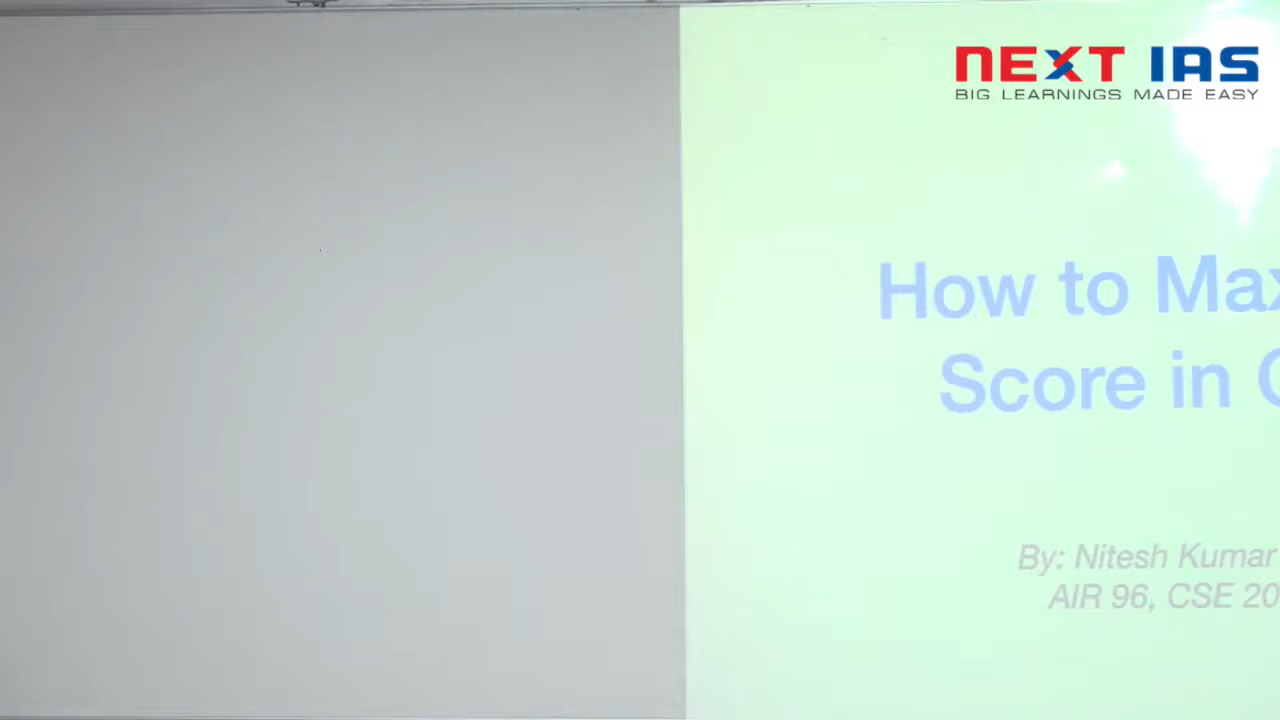 NEXT IAS
BIG LEARNINGS MADE EASY
How to Max
Score in
By: Nitesh Kumar
AIR 96, CSE 20